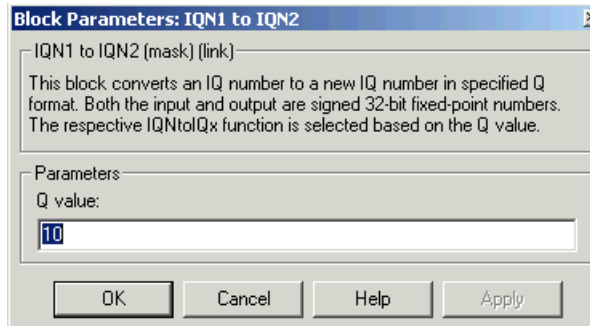 Block Parameters: IQN1 to IQN2
IQN1 to IQN2 (mask) (link)
This block converts an IQ number to a new IQ number in specified Q
format. Both the input and output are signed 32-bit fixed-point numbers.
The respective IQNtoIQx function is selected based on the Q value.
Parameters
Q value:
10
OK Cancel Help Apply